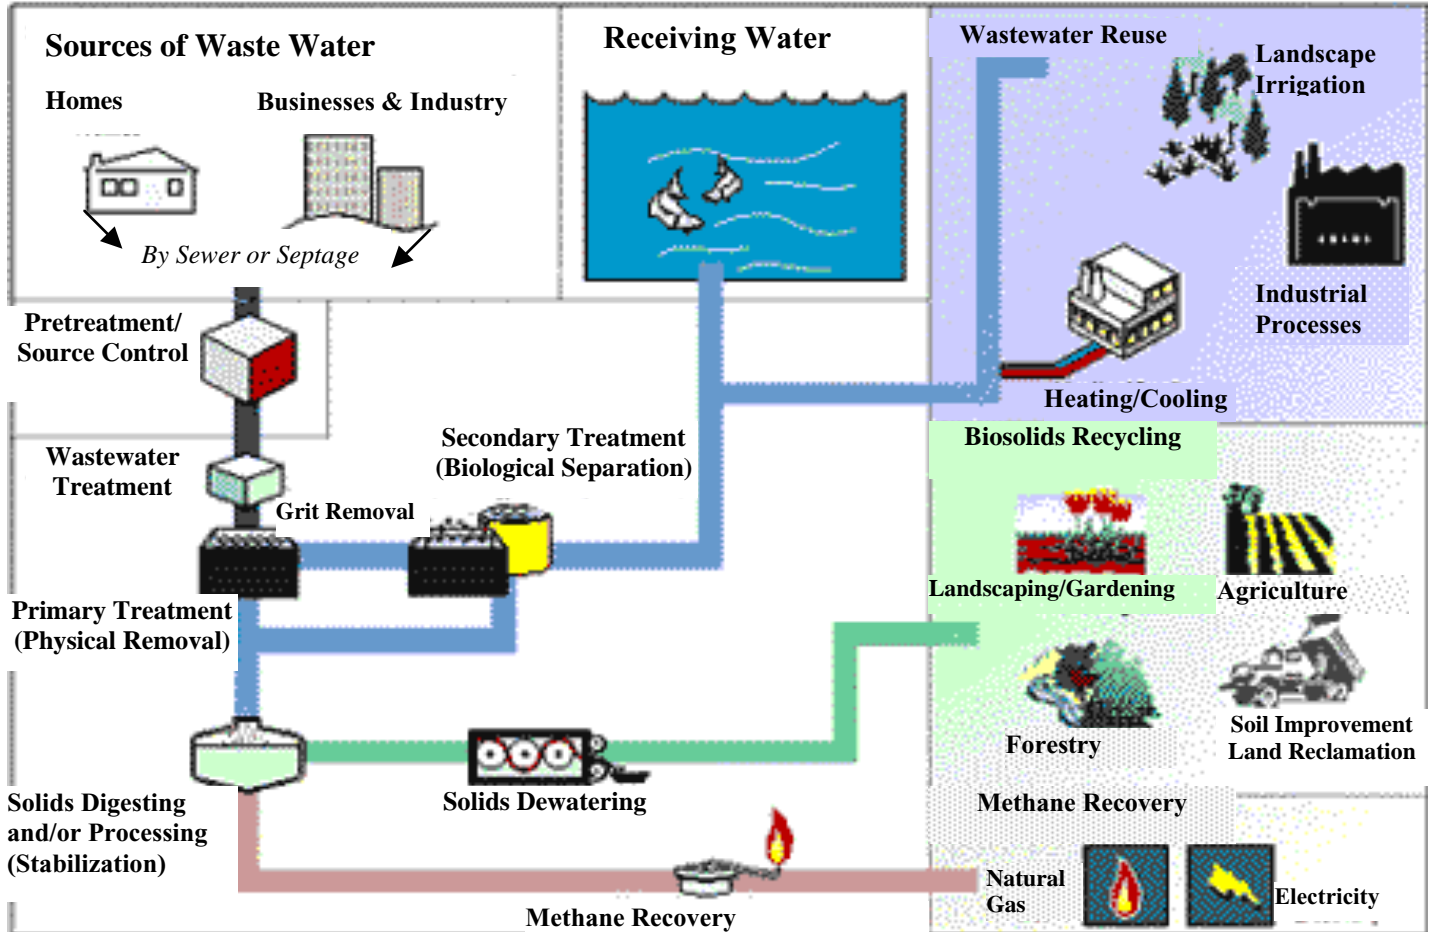 Sources of Waste Water
Homes
Businesses & Industry
By Sewer or Septage
Receiving Water
Wastewater Reuse
Landscape
Irrigation
Industrial
Processes
Heating/Cooling
Pretreatment/
Source Control
Wastewater
Treatment
Grit Removal
Secondary Treatment
(Biological Separation)
Primary Treatment
(Physical Removal)
Biosolids Recycling
Landscaping/Gardening
Agriculture
Forestry
Soil Improvement
Land Reclamation
Solids Dewatering
Solids Digesting
and/or Processing
(Stabilization)
Methane Recovery
Methane Recovery
Natural
Gas
Electricity